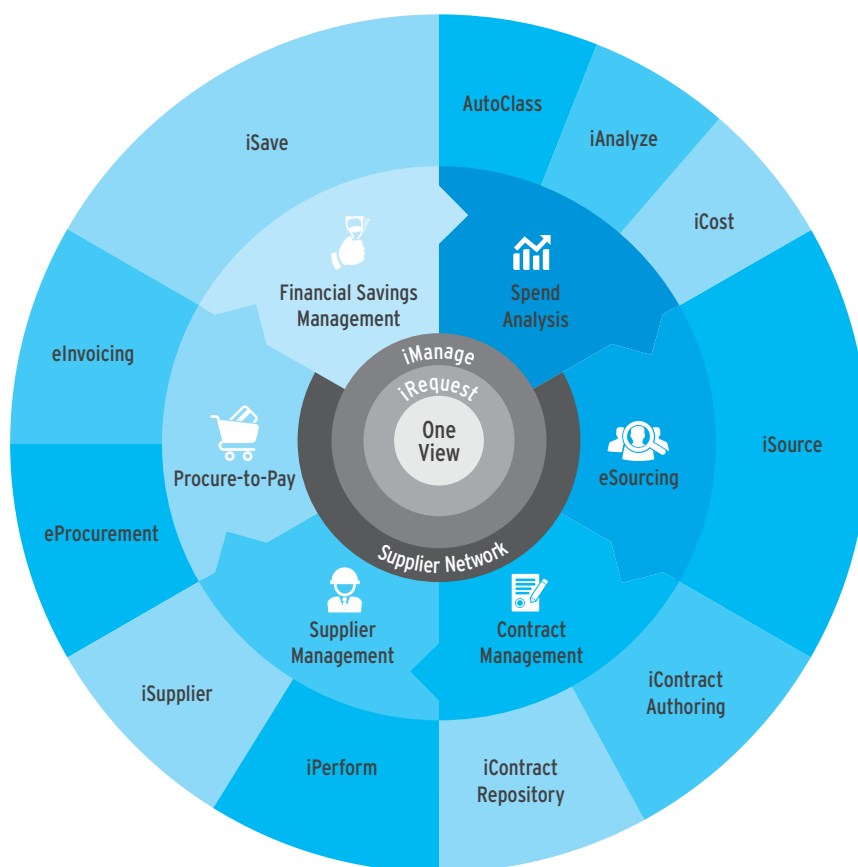 AutoClass
iAnalyze
iCost
iSource
iContract
Authoring
iContract
Repository
iPerform
iSupplier
eProcurement
eInvoicing
iSave
Spend
Analysis
eSourcing
Contract
Management
Supplier
Management
Procure-to-Pay
Financial Savings
Management
iManage
iRequest
One
View
Supplier Network